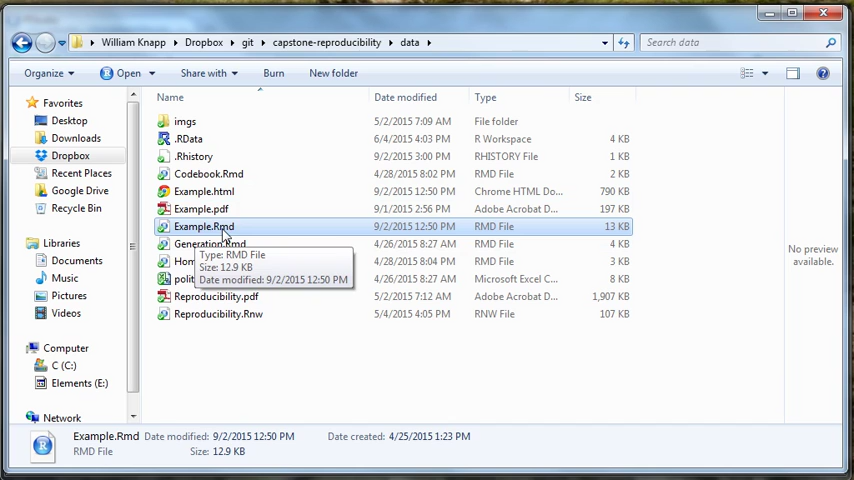 William Knapp Dropbox git capstone-reproducibility data
Search data
Organize Open Share with Burn New folder
Name Date modified Type Size
Favorites
Desktop
Downloads
Dropbox
Recent Places
Google Drive
Recycle Bin
Libraries
Documents
Music
Pictures
Videos
Computer
C (C:)
Elements (E:)
Network
imgs 5/2/2015 7:09 AM File folder
.RData 6/4/2015 4:03 PM R Workspace 4 KB
.Rhistory 9/2/2015 3:00 PM RHISTORY File 2 KB
Codebook.Rmd 4/28/2015 8:02 PM RMD File 4 KB
Example.html 9/2/2015 12:50 PM Chrome HTML Do... 790 KB
Example.pdf 9/1/2015 2:56 PM Adobe Acrobat D... 197 KB
Example.Rmd 9/2/2015 12:50 PM RMD File 13 KB
Generation.Rmd 4/26/2015 8:27 AM RMD File 4 KB
Hom 4/28/2015 8:04 PM RMD File 3 KB
polit 4/26/2015 8:27 AM Microsoft Excel C... 8 KB
Reproducibility.pdf 5/2/2015 7:12 AM Adobe Acrobat D... 1,907 KB
Reproducibility.Rnw 5/4/2015 4:05 PM RNW File 107 KB
Type: RMD File
Size: 12.9 KB
Date modified: 9/2/2015 12:50 PM
No preview
available.
Example.Rmd Date modified: 9/2/2015 12:50 PM Date created: 4/25/2015 1:23 PM
RMD File Size: 12.9 KB